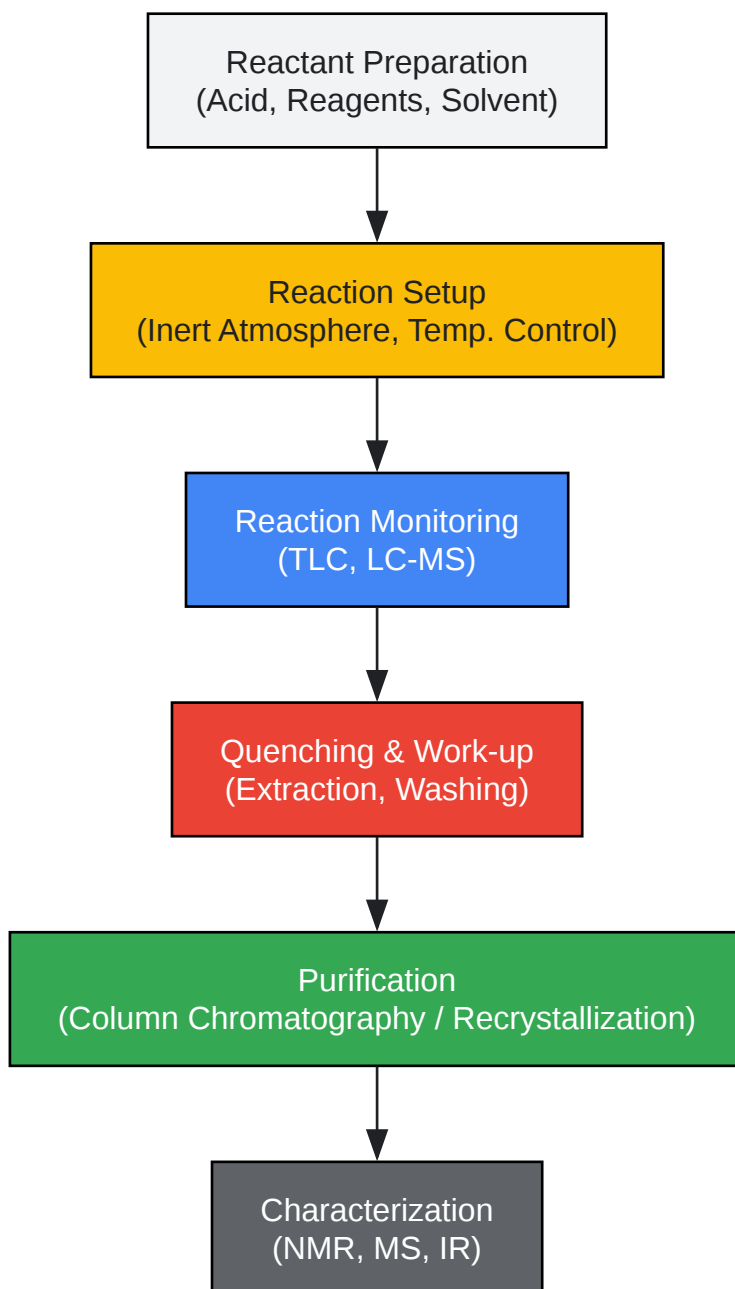 Reactant Preparation
(Acid, Reagents, Solvent)
Reaction Setup
(Inert Atmosphere, Temp. Control)
Reaction Monitoring
(TLC, LC-MS)
Quenching & Work-up
(Extraction, Washing)
Purification
(Column Chromatography / Recrystallization)
Characterization
(NMR, MS, IR)